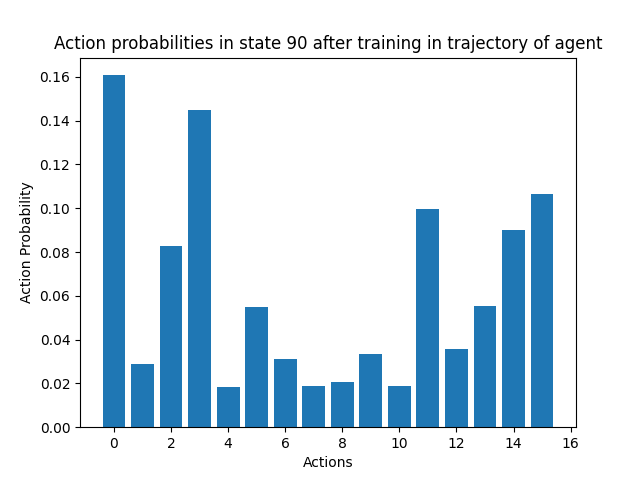 Action probabilities in state 90 after training in trajectory of agent
0.16
0.14
0.12
0.10
0.08
0.06
0.04
0.02
0.00
Action Probability
0 2 4 6 8 10 12 14 16
Actions